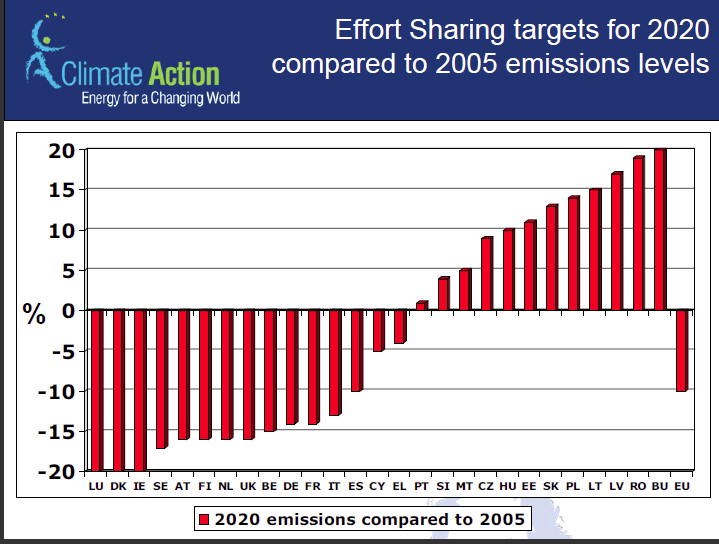 Effort Sharing targets for 2020
compared to 2005 emissions levels
Climate Action
Energy for a Changing World
20
15
10
5
0
-5
-10
-15
-20
%
LU DK IE SE AT FI NL UK BE DE FR IT ES CY EL PT SI MT CZ HU EE SK PL LT LV RO BU EU
2020 emissions compared to 2005